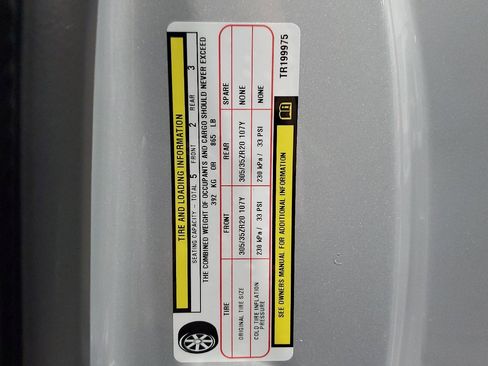 TIRE AND LOADING INFORMATION
SEATING CAPACITY - TOTAL 5 FRONT 2 REAR 3
THE COMBINED WEIGHT OF OCCUPANTS AND CARGO SHOULD NEVER EXCEED
392 KG OR 865 LB
TIRE FRONT REAR SPARE
ORIGINAL TIRE SIZE 305/35ZR20 107Y 305/35ZR20 107Y NONE
COLD TIRE INFLATION PRESSURE 230 kPa / 33 PSI 230 kPa / 33 PSI NONE
SEE OWNERS MANUAL FOR ADDITIONAL INFORMATION
TR199975